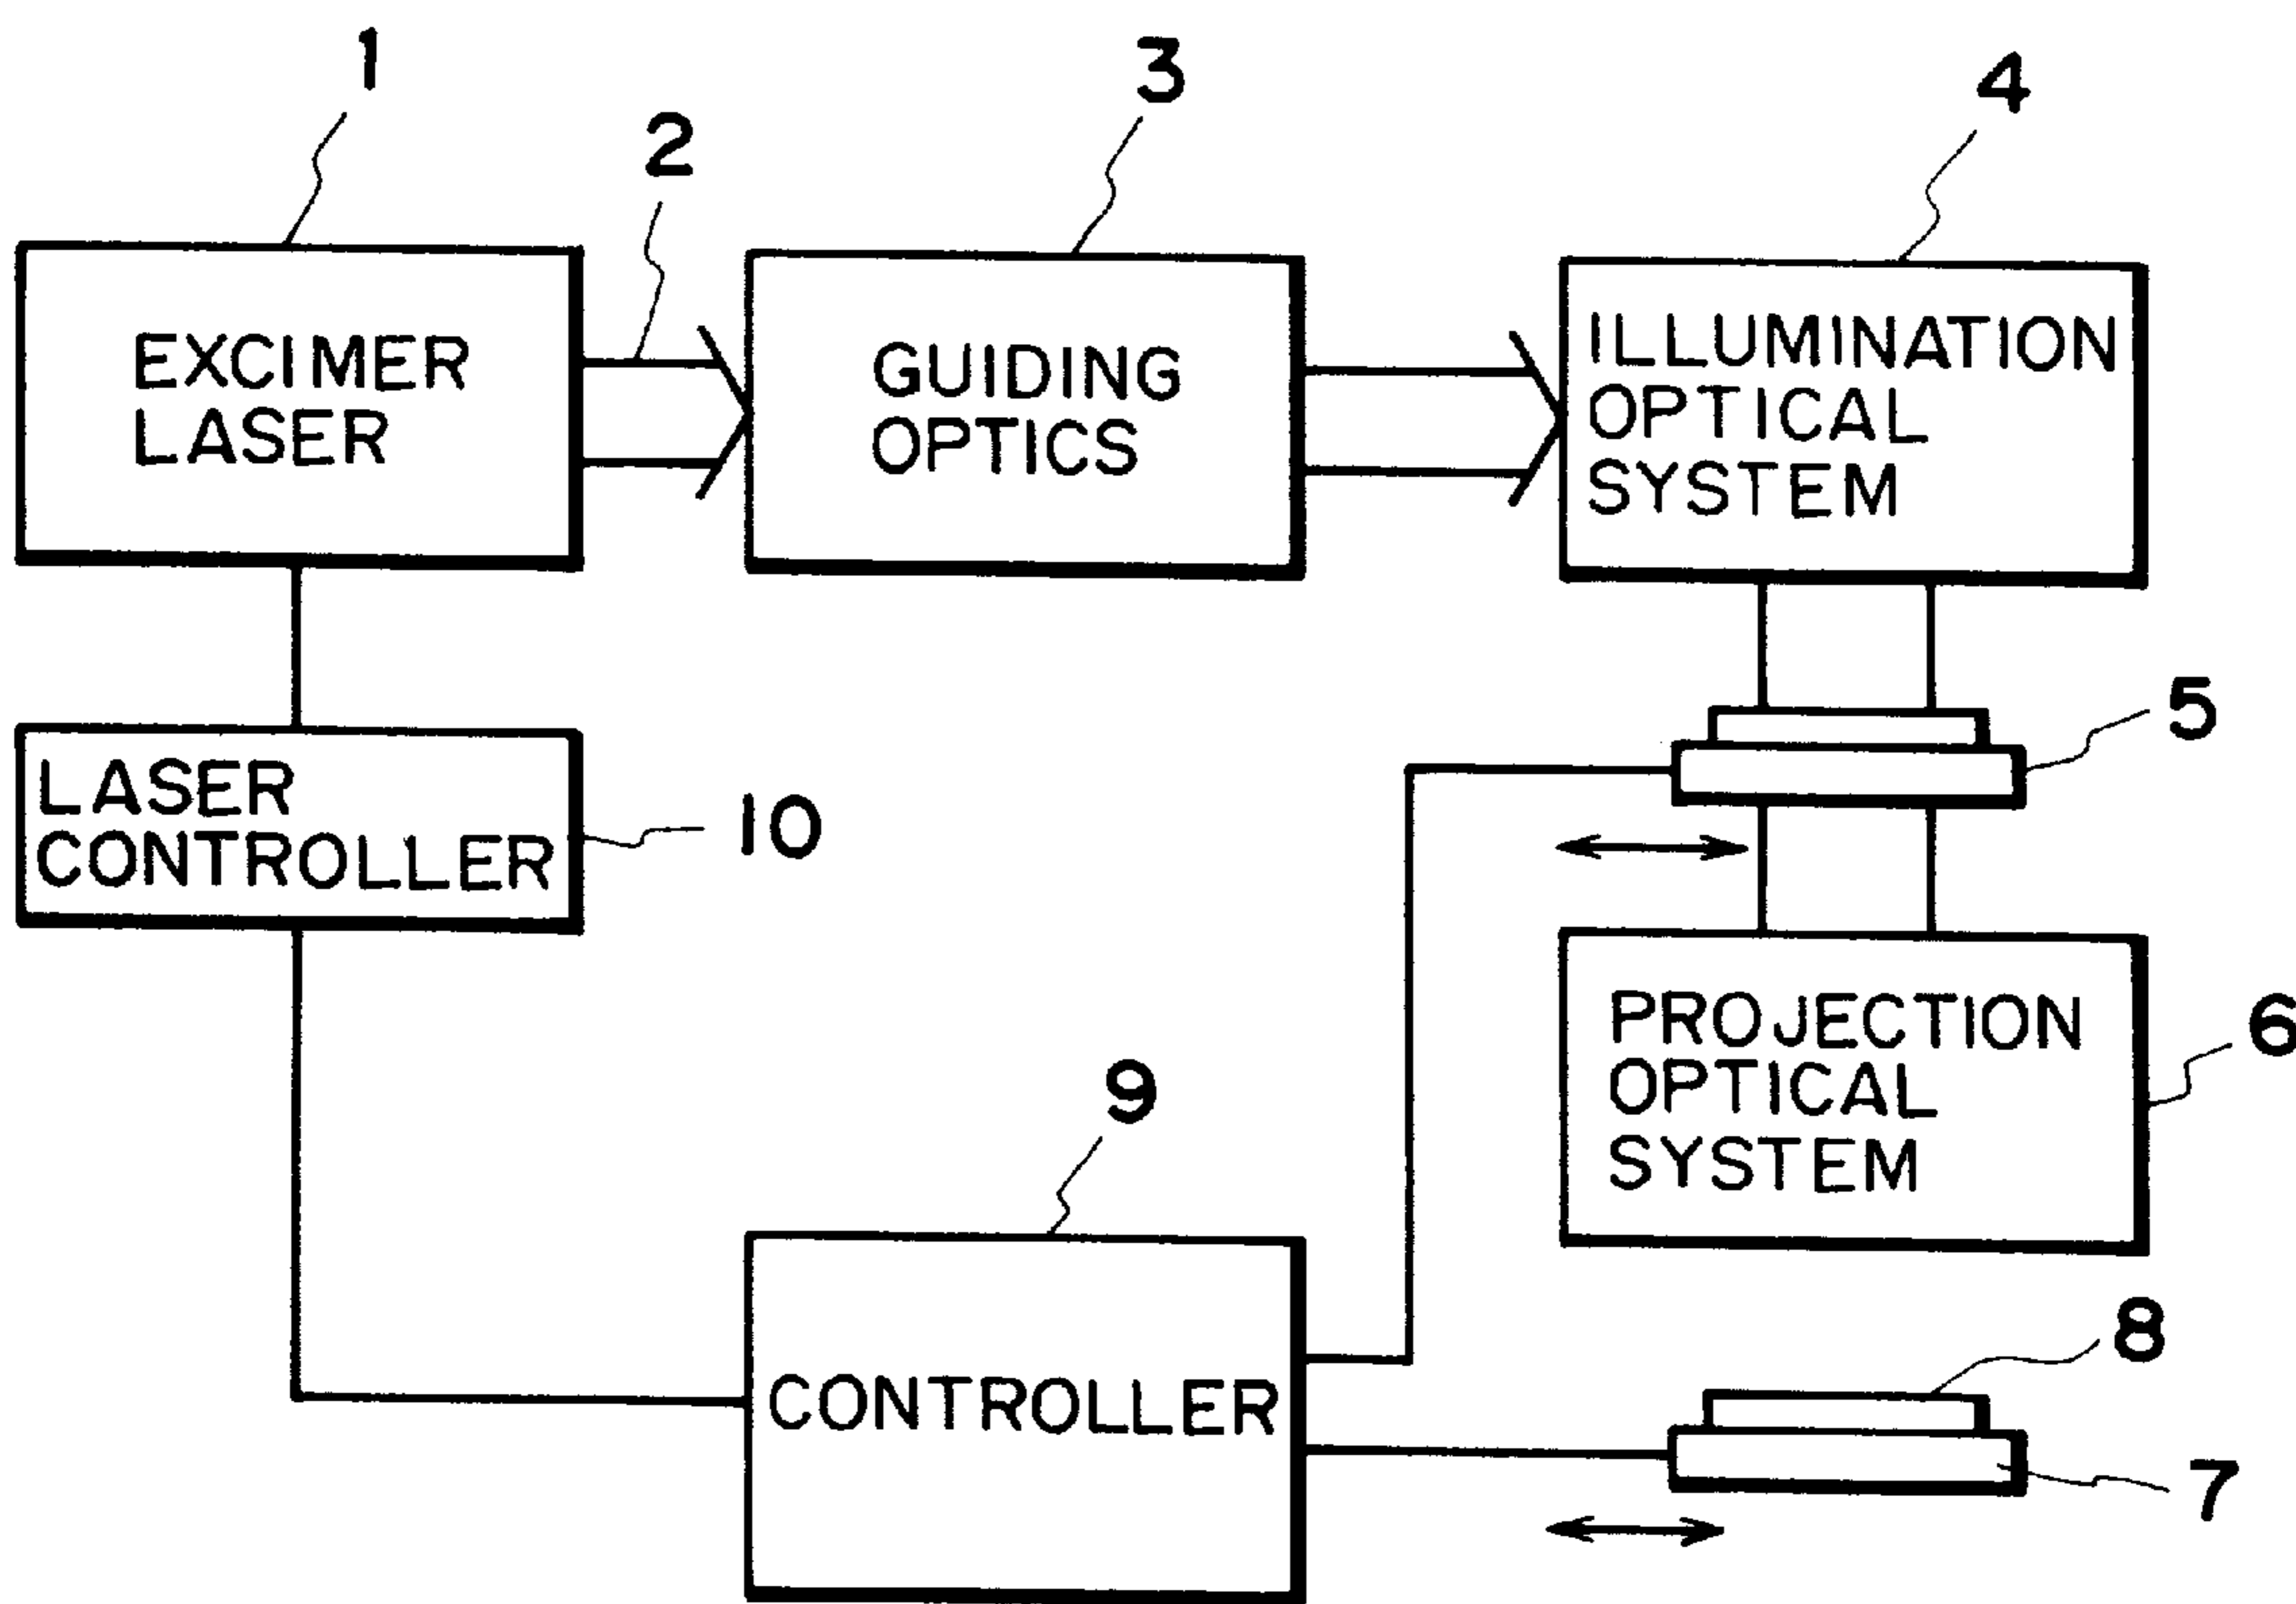 1
2
3
4
EXCIMER
LASER
GUIDING
OPTICS
ILLUMINATION
OPTICAL
SYSTEM
5
LASER
CONTROLLER
10
PROJECTION
OPTICAL
SYSTEM
6
9
CONTROLLER
8
7